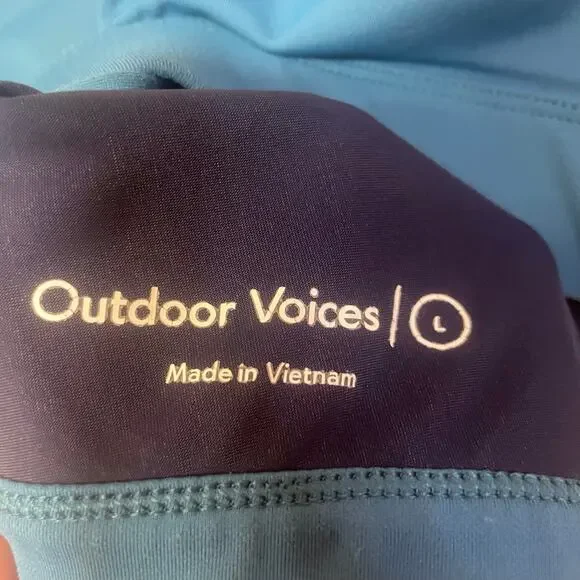 Outdoor Voices | L
Made in Vietnam